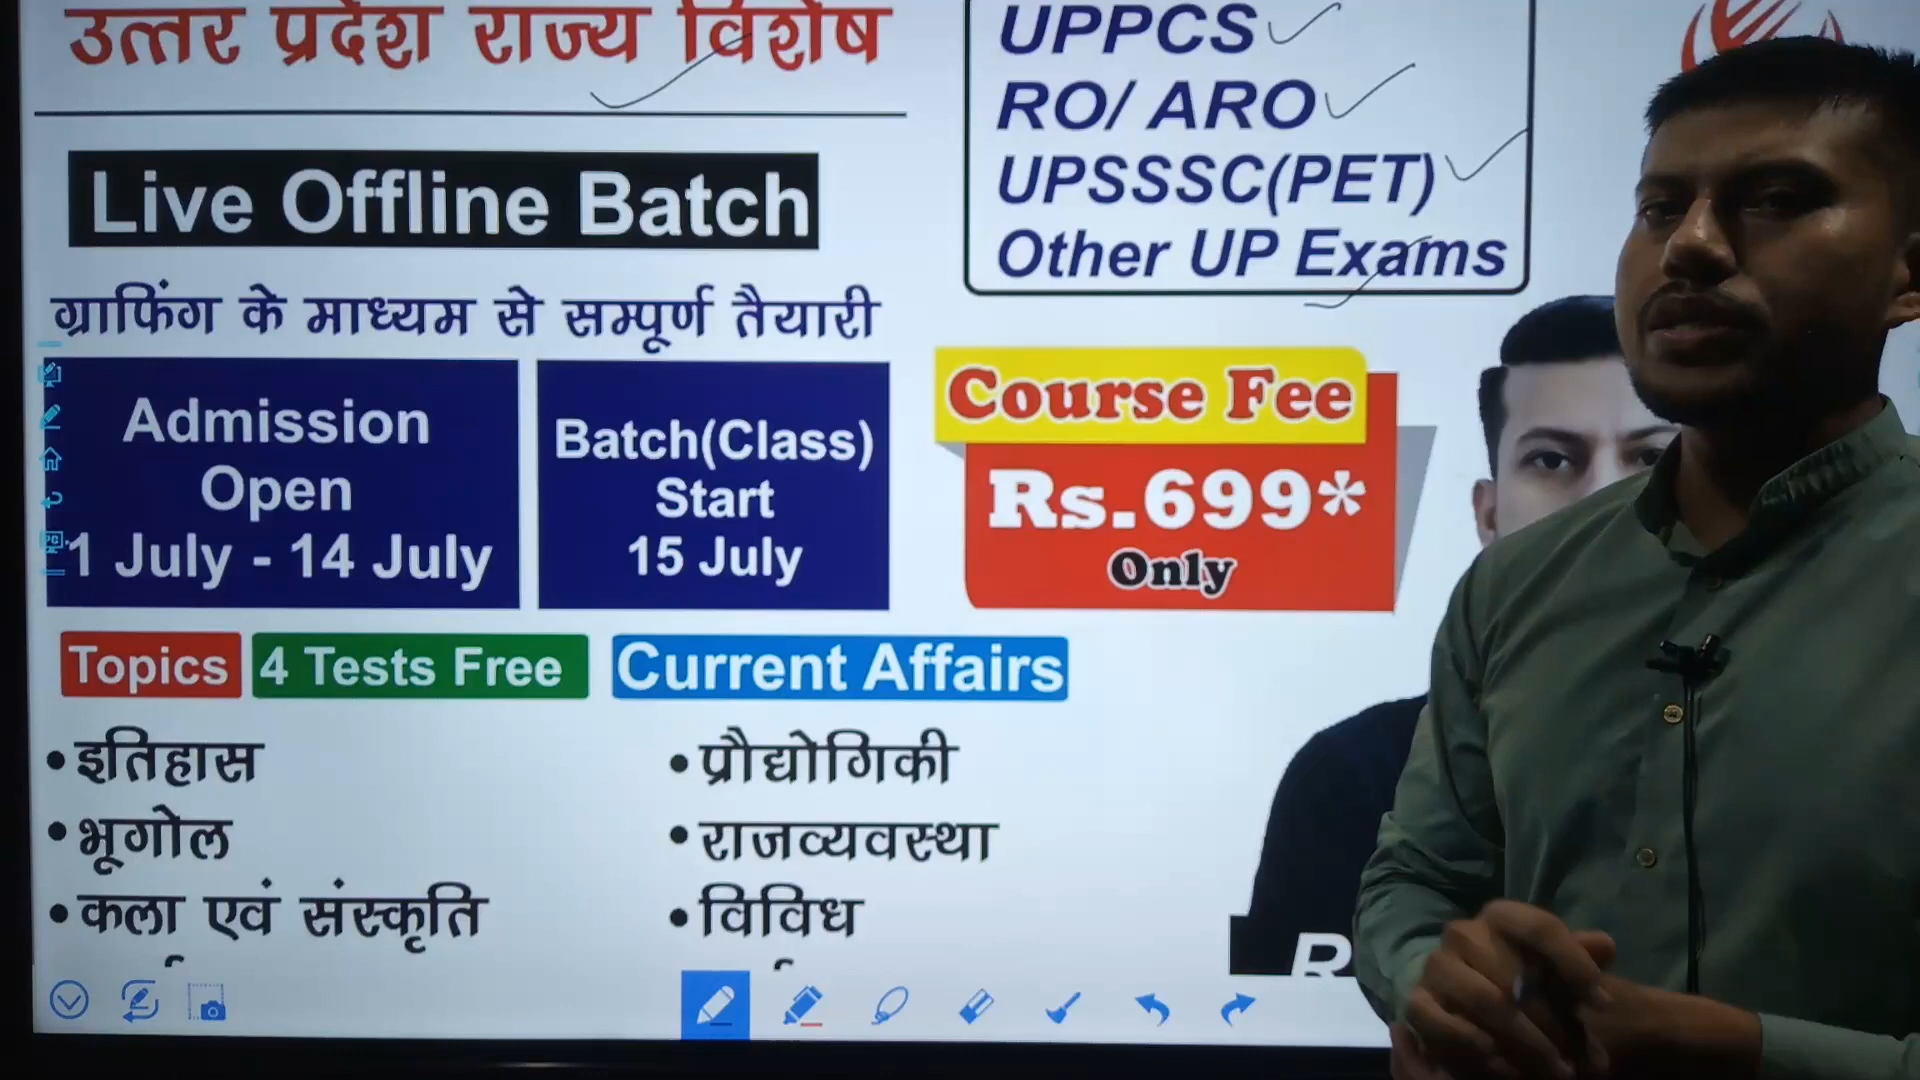 उत्तर प्रदेश राज्य विशेष
Live Offline Batch
ग्राफिंग के माध्यम से सम्पूर्ण तैयारी
Admission
Open
1 July - 14 July
Batch(Class)
Start
15 July
UPPCS
RO/ ARO
UPSSSC(PET)
Other UP Exams
Course Fee
Rs.699*
Only
Topics
4 Tests Free
Current Affairs
•इतिहास
•भूगोल
•कला एवं संस्कृति
•प्रौद्योगिकी
•राजव्यवस्था
•विविध